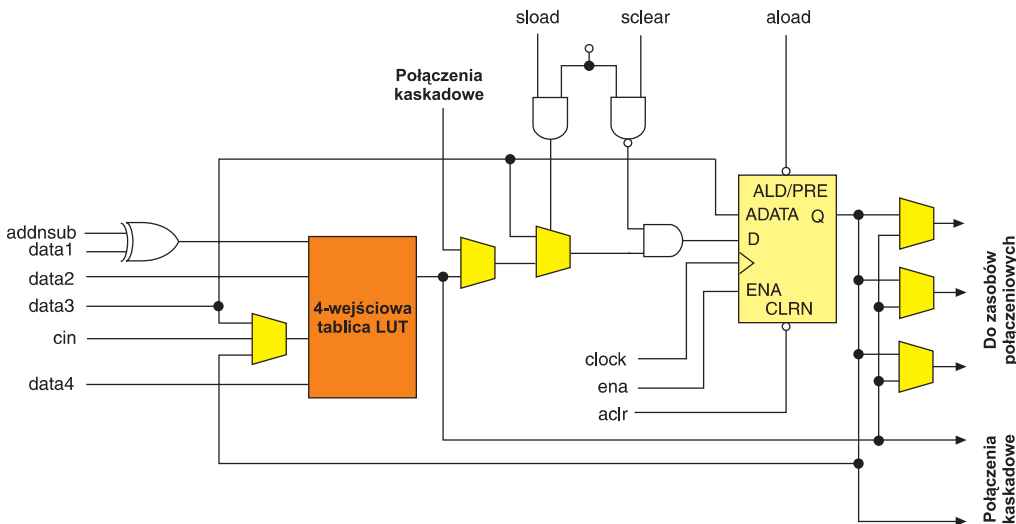 sload
sclear
aload
Połączenia
kaskadowe
ALD/PRE
ADATA
Q
D
ENA
CLRN
addnsub
data1
data2
data3
cin
data4
4-wejściowa
tablica LUT
clock
ena
aclr
Do zasobów
połączeniowych
Połączenia
kaskadowe